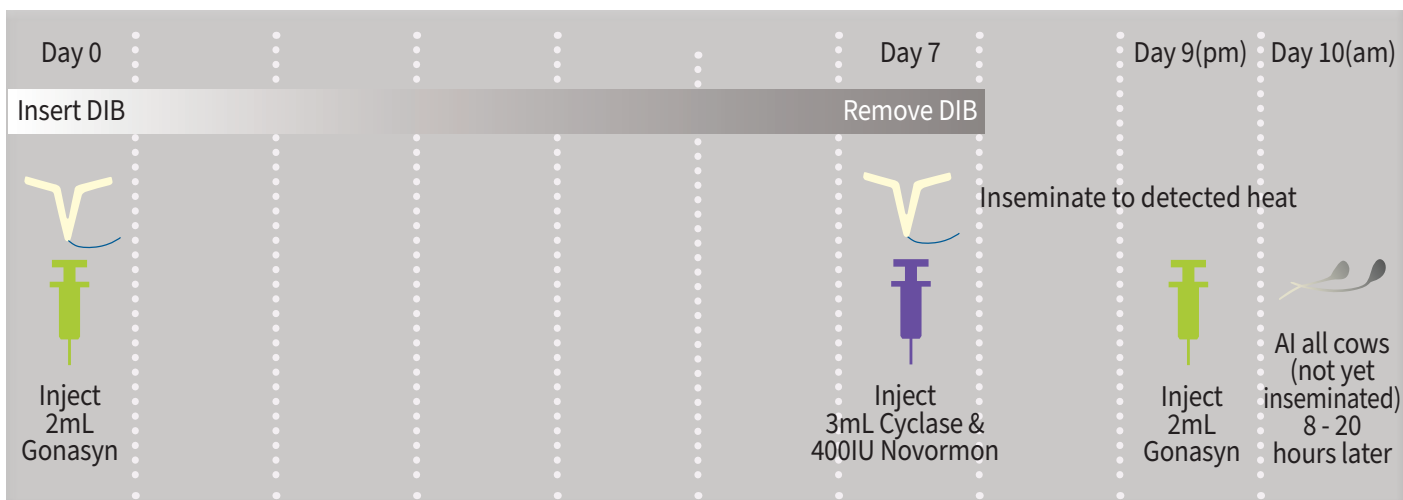 Day 0
Day 7
Day 9(pm)
Day 10(am)
Insert DIB
Remove DIB
Inseminate to detected heat
Inject
2mL
Gonasyn
Inject
3mL Cyclase &
400IU Novormon
Inject
2mL
Gonasyn
AI all cows
(not yet
inseminated)
8 - 20
hours later